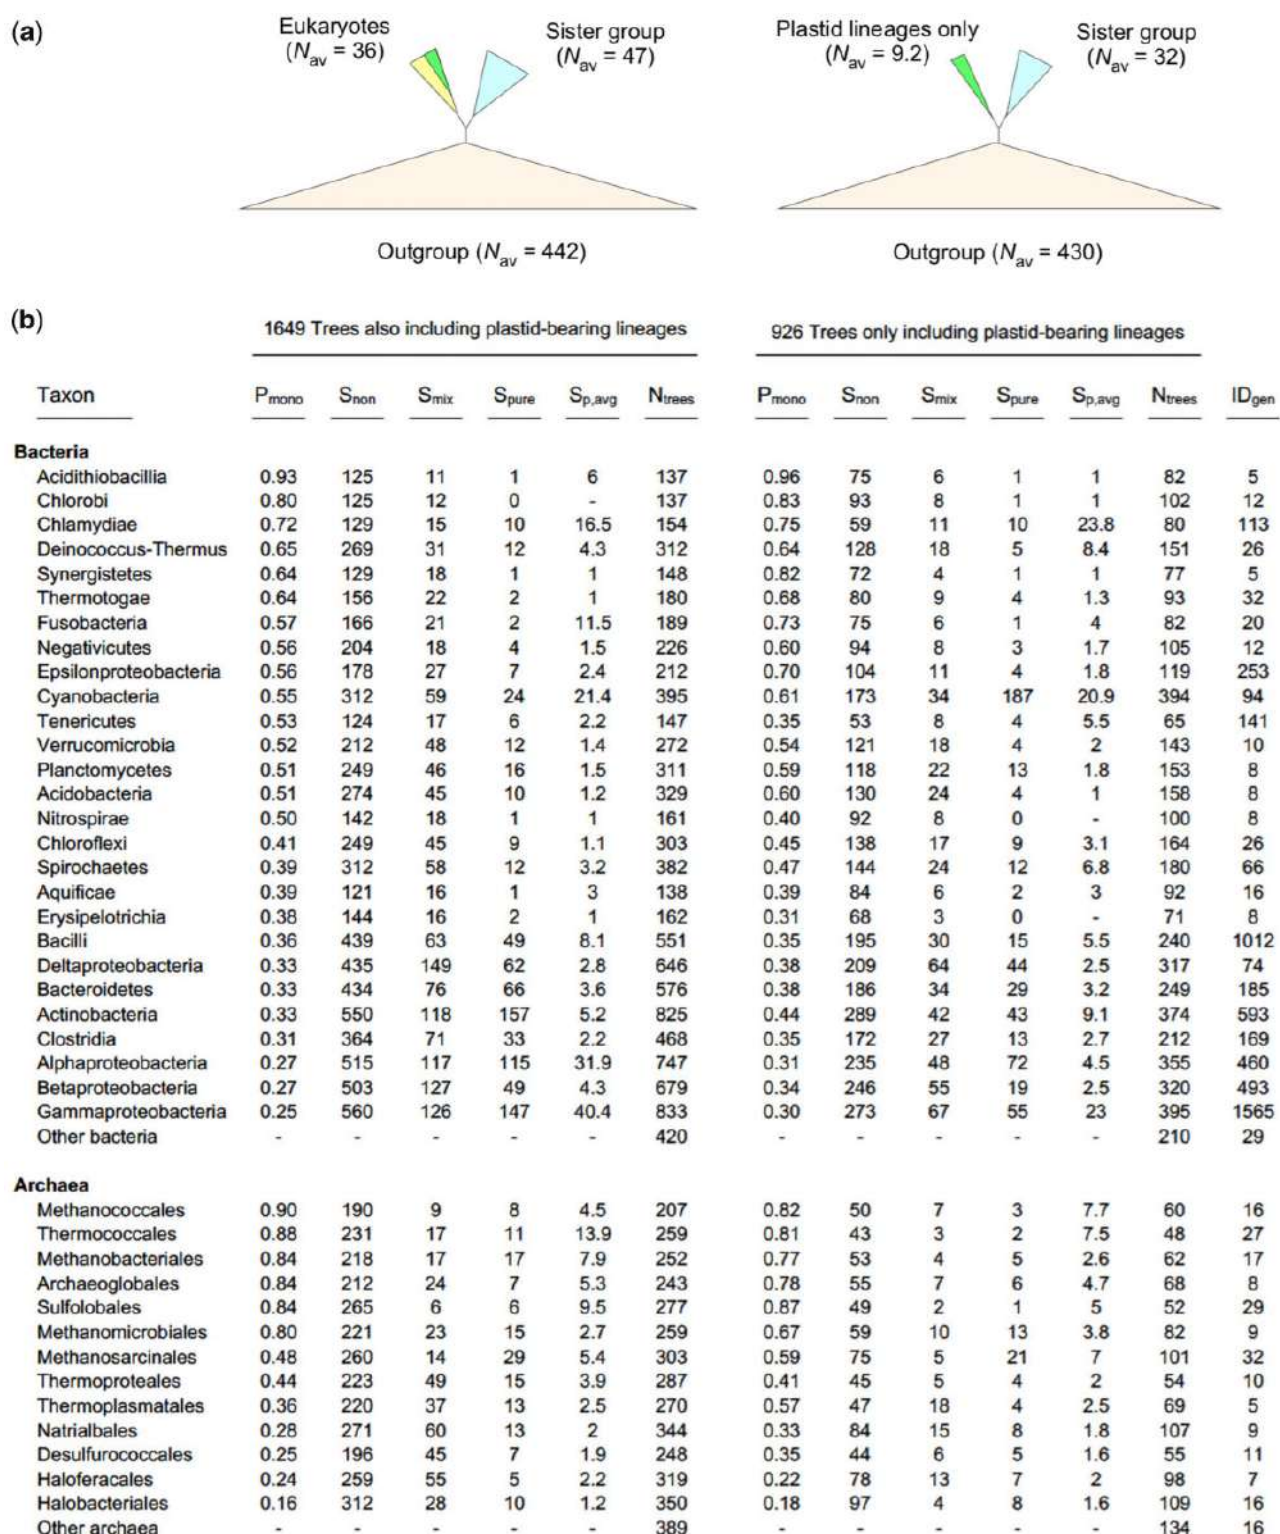 (a)
Eukaryotes
(Nav = 36)
Sister group
(Nav = 47)
Plastid lineages only
(Nav = 9.2)
Sister group
(Nav = 32)
Outgroup (Nav = 442)
Outgroup (Nav = 430)
(b)
1649 Trees also including plastid-bearing lineages 926 Trees only including plastid-bearing lineages
Taxon Pmono Snon Smix Spure Sp,avg Ntrees Pmono Snon Smix Spure Sp,avg Ntrees IDgen
Bacteria
Acidithiobacillia 0.93 125 11 1 6 137 0.96 75 6 1 1 82 5
Chlorobi 0.80 125 12 0 - 137 0.83 93 8 1 1 102 12
Chlamydiae 0.72 129 15 10 16.5 154 0.75 59 11 10 23.8 80 113
Deinococcus-Thermus 0.65 269 31 12 4.3 312 0.64 128 18 5 8.4 151 26
Synergistetes 0.64 129 18 1 1 148 0.82 72 4 1 1 77 5
Thermotogae 0.64 156 22 2 1 180 0.68 80 9 4 1.3 93 32
Fusobacteria 0.57 166 21 2 11.5 189 0.73 75 6 1 4 82 20
Negativicutes 0.56 204 18 4 1.5 226 0.60 94 8 3 1.7 105 12
Epsilonproteobacteria 0.56 178 27 7 2.4 212 0.70 104 11 4 1.8 119 253
Cyanobacteria 0.55 312 59 24 21.4 395 0.61 173 34 187 20.9 394 94
Tenericutes 0.53 124 17 6 2.2 147 0.35 53 8 4 5.5 65 141
Verrucomicrobia 0.52 212 48 12 1.4 272 0.54 121 18 4 2 143 10
Planctomycetes 0.51 249 46 16 1.5 311 0.59 118 22 13 1.8 153 8
Acidobacteria 0.51 274 45 10 1.2 329 0.60 130 24 4 1 158 8
Nitrospirae 0.50 142 18 1 1 161 0.40 92 8 0 - 100 8
Chloroflexi 0.41 249 45 9 1.1 303 0.45 138 17 9 3.1 164 26
Spirochaetes 0.39 312 58 12 3.2 382 0.47 144 24 12 6.8 180 66
Aquificae 0.39 121 16 1 3 138 0.39 84 6 2 3 92 16
Erysipelotrichia 0.38 144 16 2 1 162 0.31 68 3 0 - 71 8
Bacilli 0.36 439 63 49 8.1 551 0.35 195 30 15 5.5 240 1012
Deltaproteobacteria 0.33 435 149 62 2.8 646 0.38 209 64 44 2.5 317 74
Bacteroidetes 0.33 434 76 66 3.6 576 0.38 186 34 29 3.2 249 185
Actinobacteria 0.33 550 118 157 5.2 825 0.44 289 42 43 9.1 374 593
Clostridia 0.31 364 71 33 2.2 468 0.35 172 27 13 2.7 212 169
Alphaproteobacteria 0.27 515 117 115 31.9 747 0.31 235 48 72 4.5 355 460
Betaproteobacteria 0.27 503 127 49 4.3 679 0.34 246 55 19 2.5 320 493
Gammaproteobacteria 0.25 560 126 147 40.4 833 0.30 273 67 55 23 395 1565
Other bacteria - - - - - 420 - - - - - 210 29
Archaea
Methanococcales 0.90 190 9 8 4.5 207 0.82 50 7 3 7.7 60 16
Thermococcales 0.88 231 17 11 13.9 259 0.81 43 3 2 7.5 48 27
Methanobacteriales 0.84 218 17 17 7.9 252 0.77 53 4 5 2.6 62 17
Archaeoglobales 0.84 212 24 7 5.3 243 0.78 55 7 6 4.7 68 8
Sulfolobales 0.84 265 6 6 9.5 277 0.87 49 2 1 5 52 29
Methanomicrobiales 0.80 221 23 15 2.7 259 0.67 59 10 13 3.8 82 9
Methanosarcinales 0.48 260 14 29 5.4 303 0.59 75 5 21 7 101 32
Thermoproteales 0.44 223 49 15 3.9 287 0.41 45 5 4 2 54 10
Thermoplasmatales 0.36 220 37 13 2.5 270 0.57 47 18 4 2.5 69 5
Natrialbales 0.28 271 60 13 2 344 0.33 84 15 8 1.8 107 9
Desulfurococcales 0.25 196 45 7 1.9 248 0.35 44 6 5 1.6 55 11
Haloferacales 0.24 259 55 5 2.2 319 0.22 78 13 7 2 98 7
Halobacteriales 0.16 312 28 10 1.2 350 0.18 97 4 8 1.6 109 16
Other archaea - - - - - 389 - - - - - 134 16